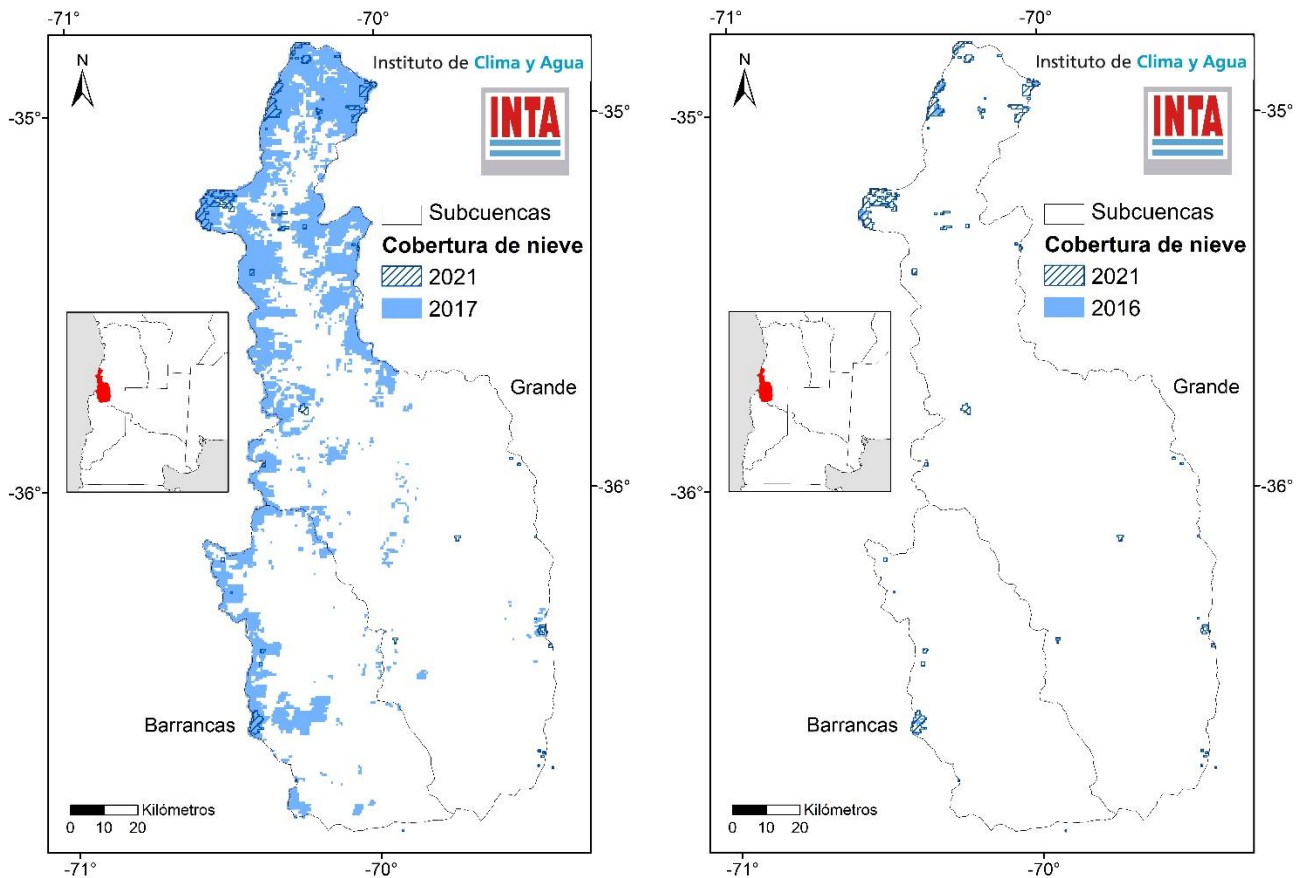 -71° -70°
N
Instituto de Clima y Agua
-35° -35°
INTA
Subcuencas
Cobertura de nieve
2021
2017
Grande
-36° -36°
Barrancas
Kilómetros
0 10 20
-71° -70°
-71° -70°
N
Instituto de Clima y Agua
-35° -35°
INTA
Subcuencas
Cobertura de nieve
2021
2016
Grande
-36° -36°
Barrancas
Kilómetros
0 10 20
-71° -70°